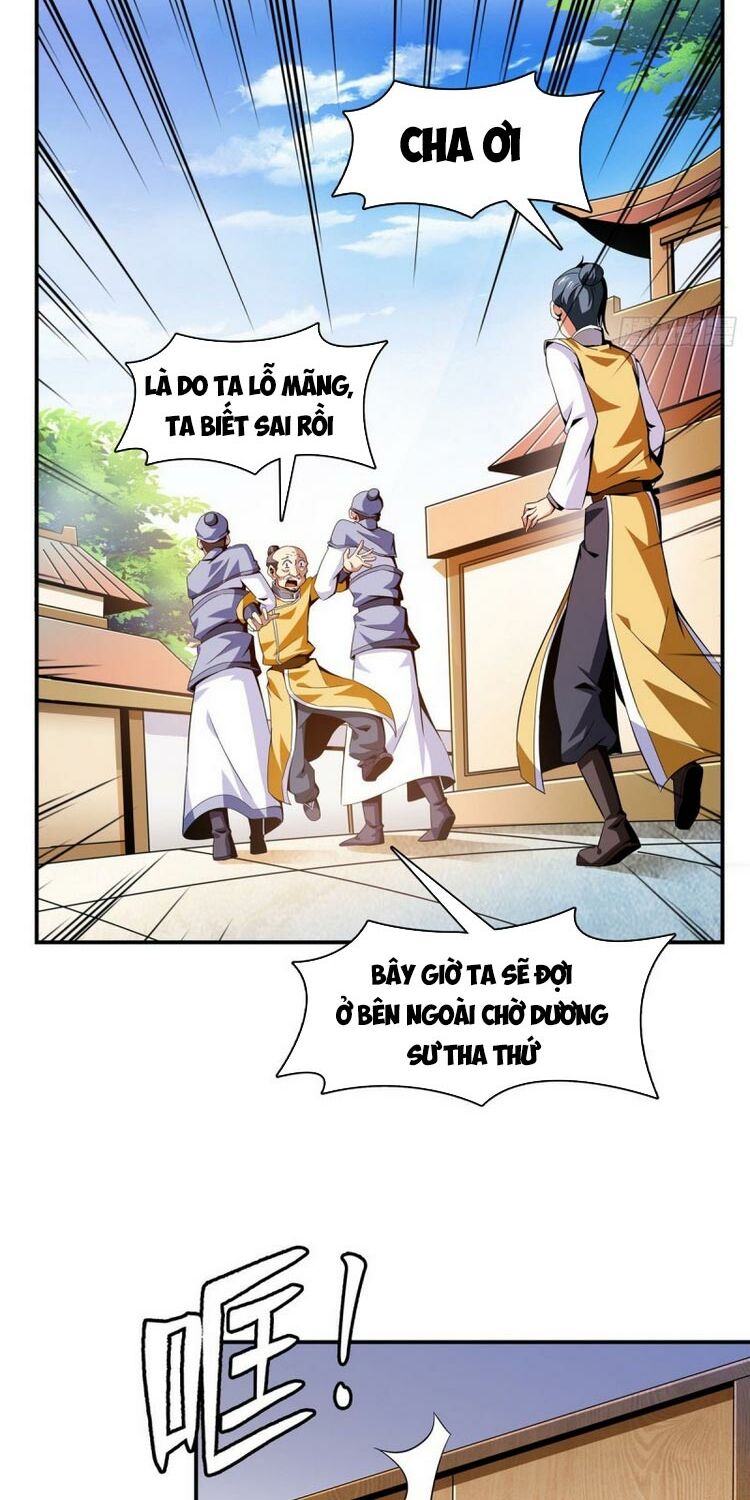 CHA ƠI
LÀ DO TA LỖ MÃNG,
TA BIẾT SAI RỒI
BÂY GIỜ TA SẼ ĐỢI
Ở BÊN NGOÀI CHỜ DƯƠNG
SƯ THA THỨ
哐!